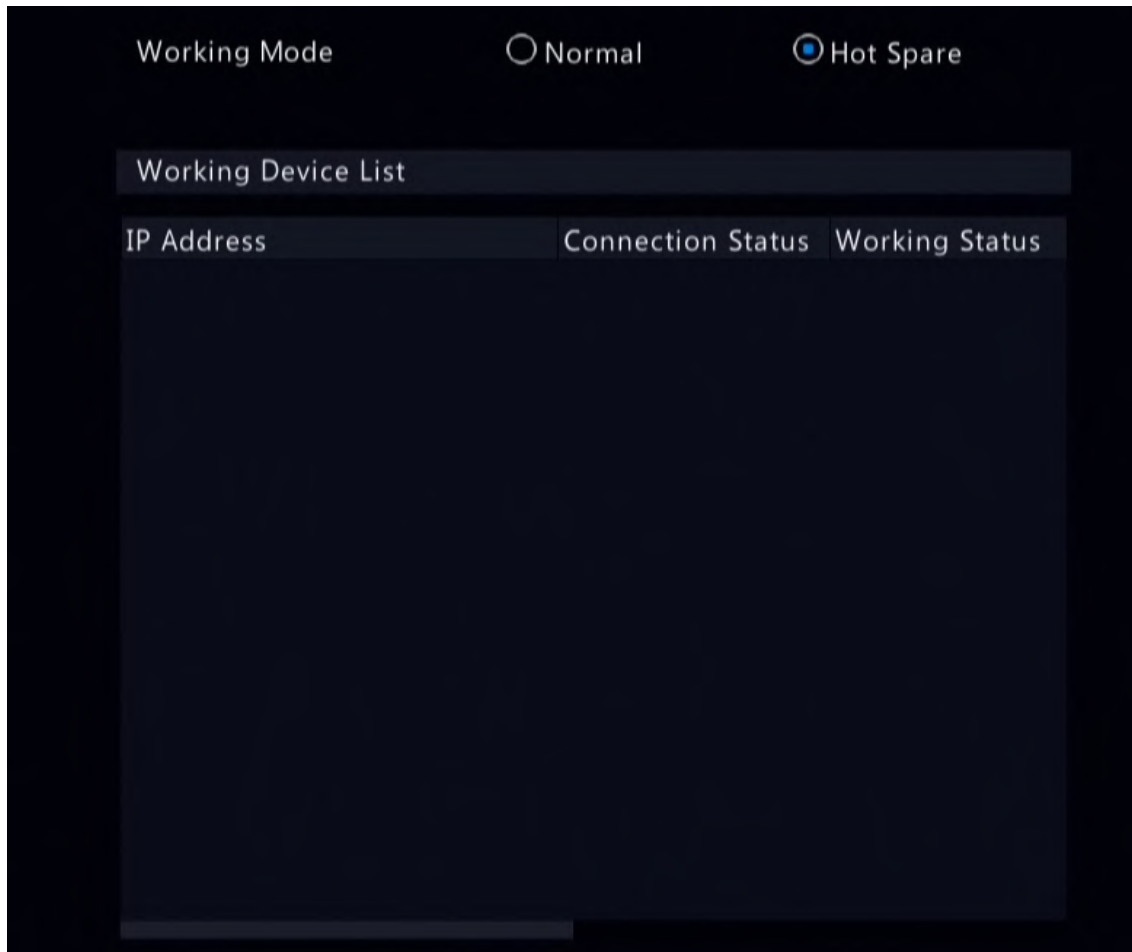 Working Mode Normal Hot Spare
Working Device List
IP Address Connection Status Working Status